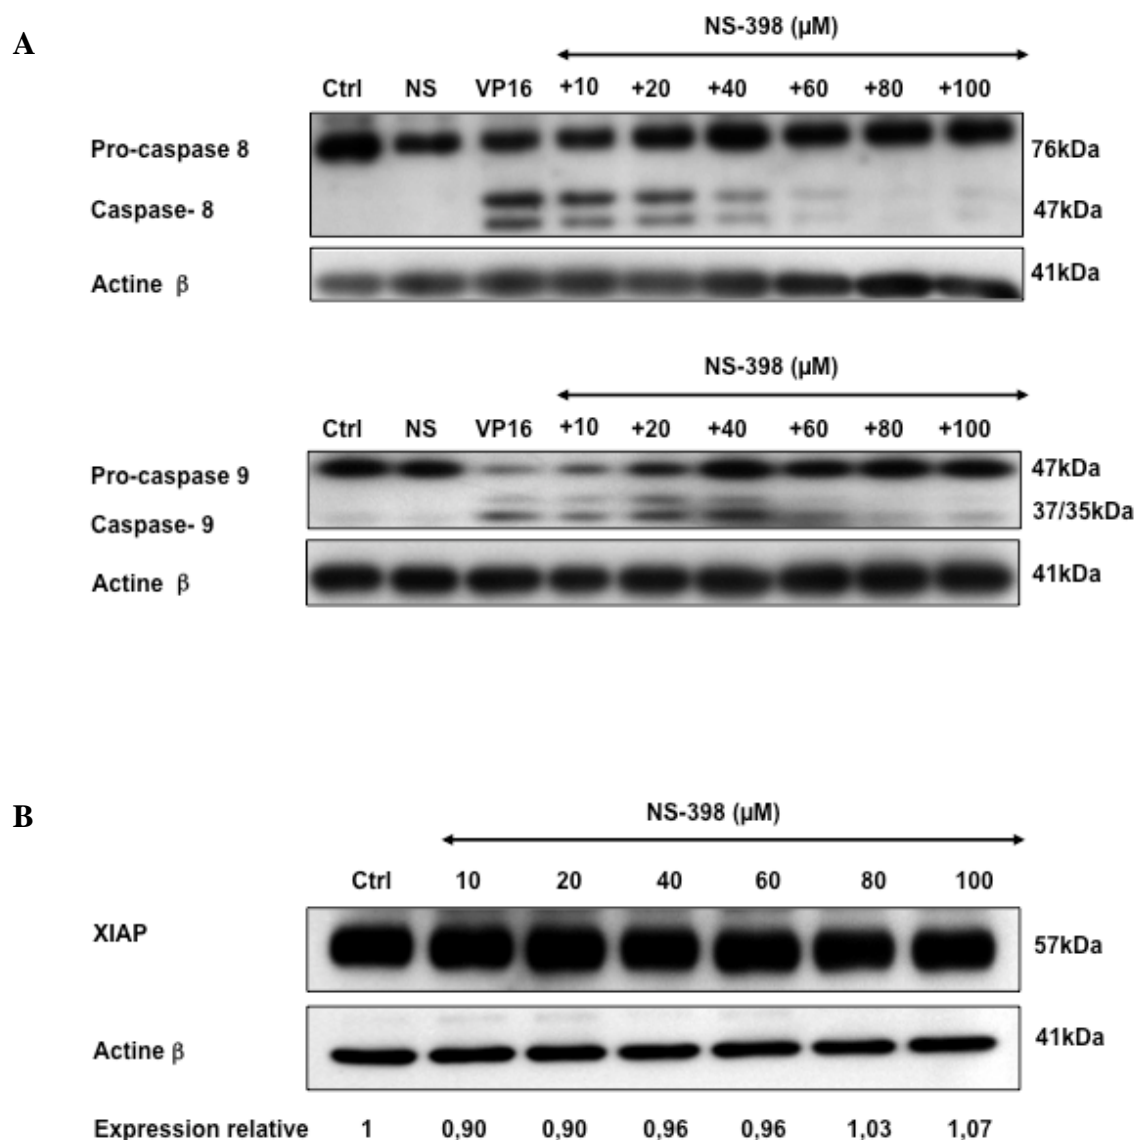 A
NS-398 (µM)
Ctrl NS VP16 +10 +20 +40 +60 +80 +100
Pro-caspase 8 76kDa
Caspase- 8 47kDa
Actine β 41kDa
NS-398 (µM)
Ctrl NS VP16 +10 +20 +40 +60 +80 +100
Pro-caspase 9 47kDa
Caspase- 9 37/35kDa
Actine β 41kDa
B
NS-398 (µM)
Ctrl 10 20 40 60 80 100
XIAP 57kDa
Actine β 41kDa
Expression relative 1 0,90 0,90 0,96 0,96 1,03 1,07